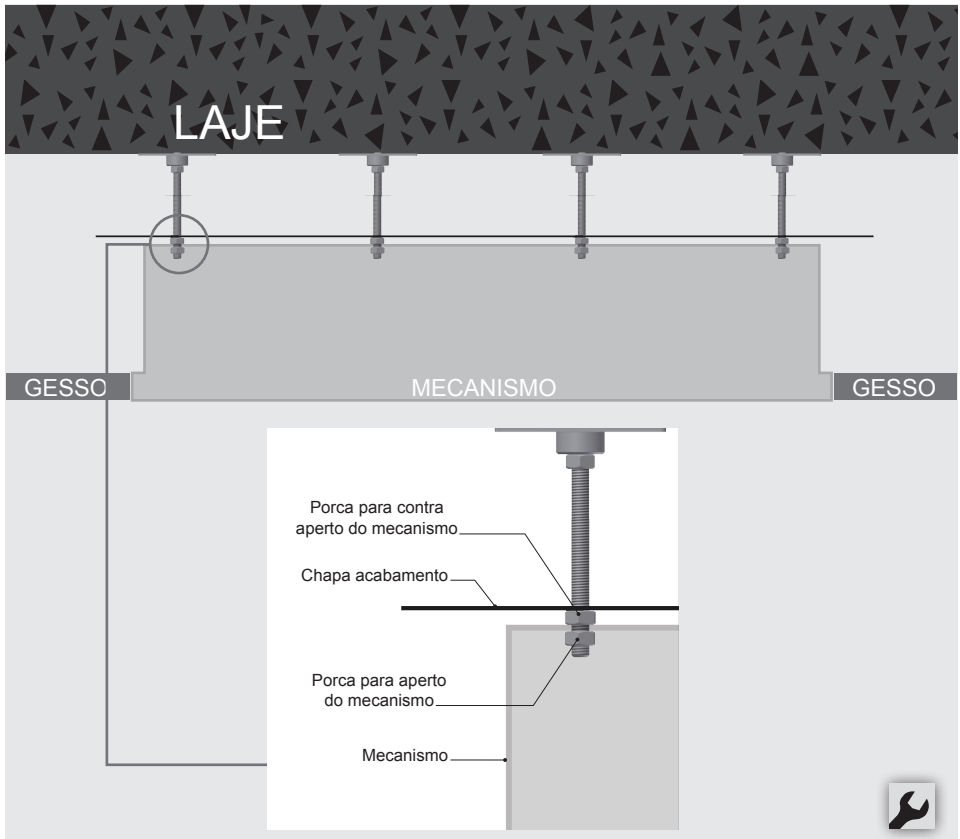 LAJE
GESSO
MECANISMO
GESSO
Porca para contra
aperto do mecanismo
Chapa acabamento
Porca para aperto
do mecanismo
Mecanismo